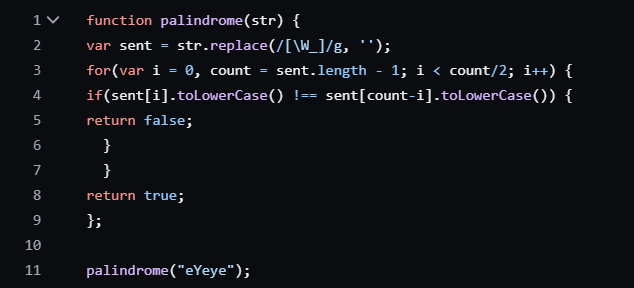 1 function palindrome(str) {
2 var sent = str.replace(/[\W_]/g, '');
3 for(var i = 0, count = sent.length - 1; i < count/2; i++) {
4 if(sent[i].toLowerCase() !== sent[count-i].toLowerCase()) {
5 return false;
6 }
7 }
8 return true;
9 };
10
11 palindrome("eYeye");